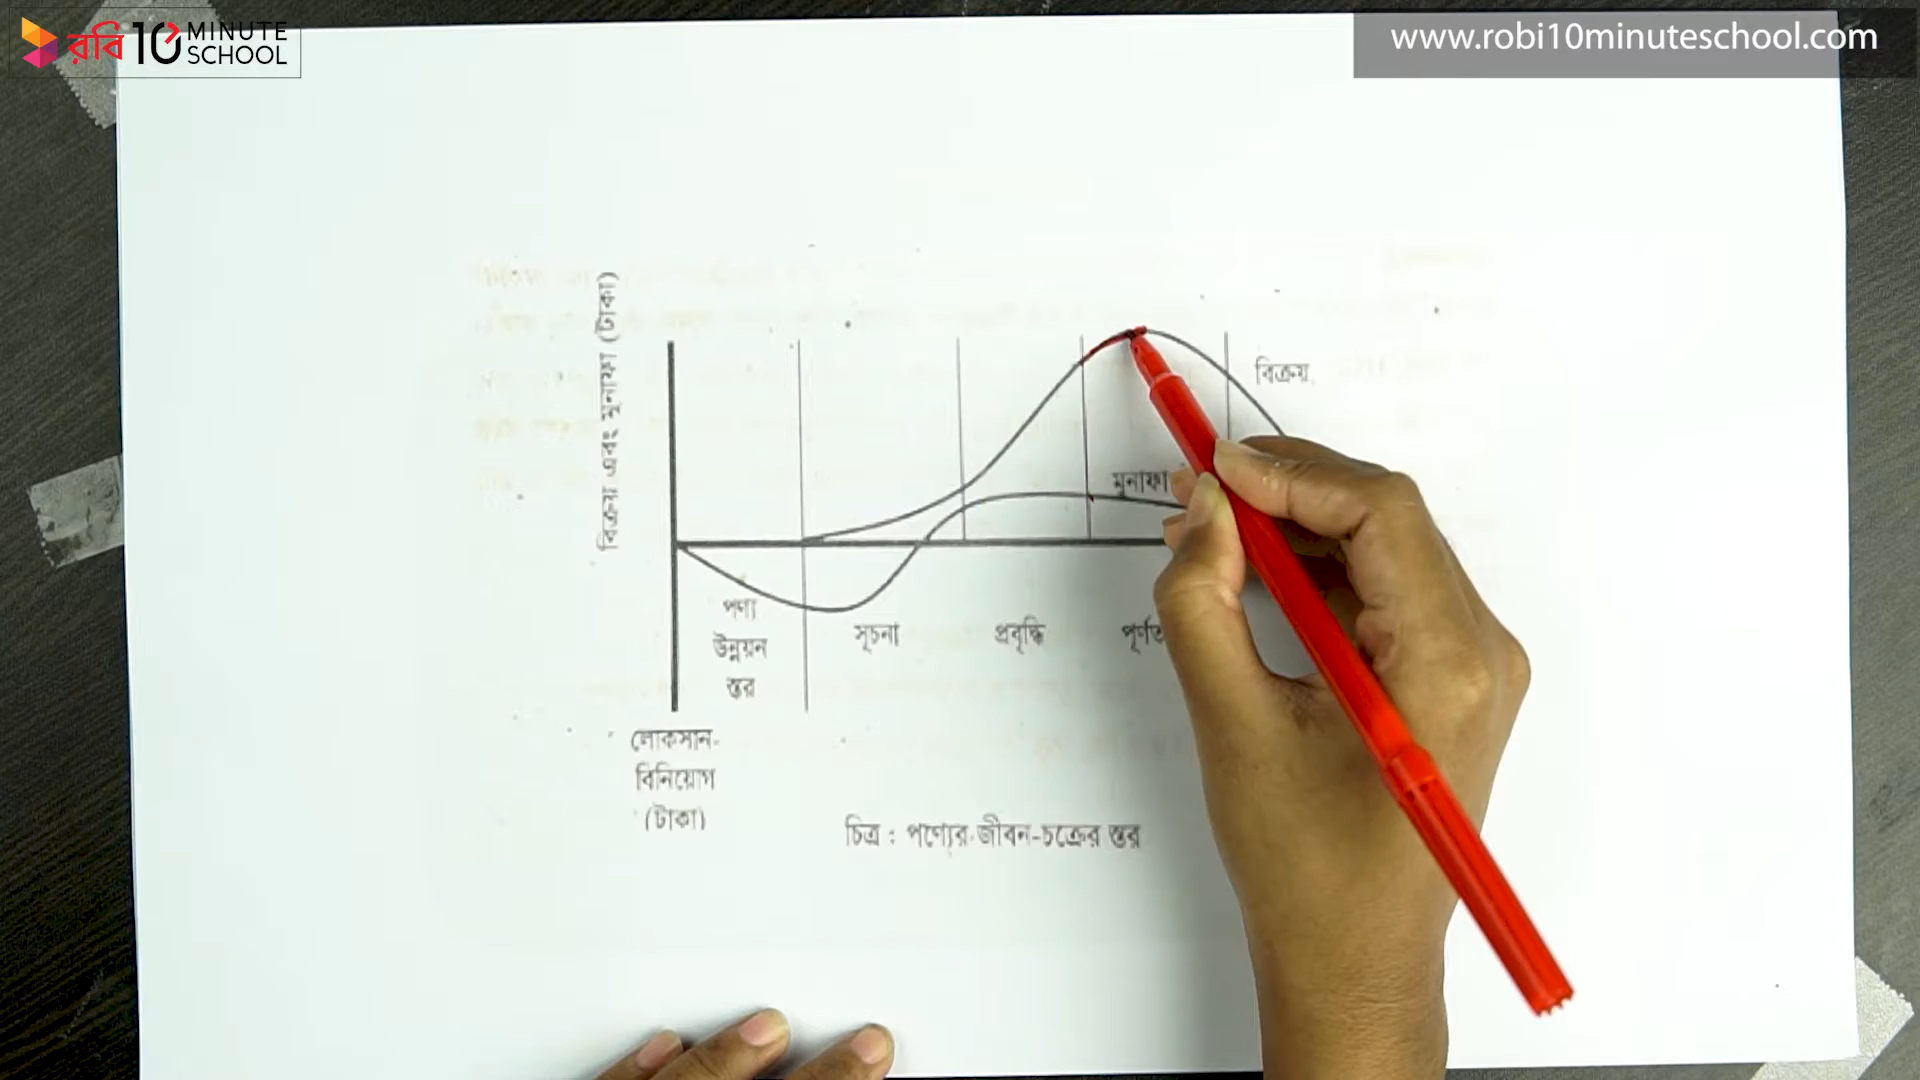 রবি 10 MINUTE SCHOOL
www.robi10minuteschool.com
বিক্রয় এবং মুনাফা (টাকা)
বিক্রয়
মুনাফা
পণ্য
উন্নয়ন
স্তর
সূচনা
প্রবৃদ্ধি
লোকসান-
বিনিয়োগ
(টাকা)
চিত্র : পণ্যের জীবন-চক্রের স্তর